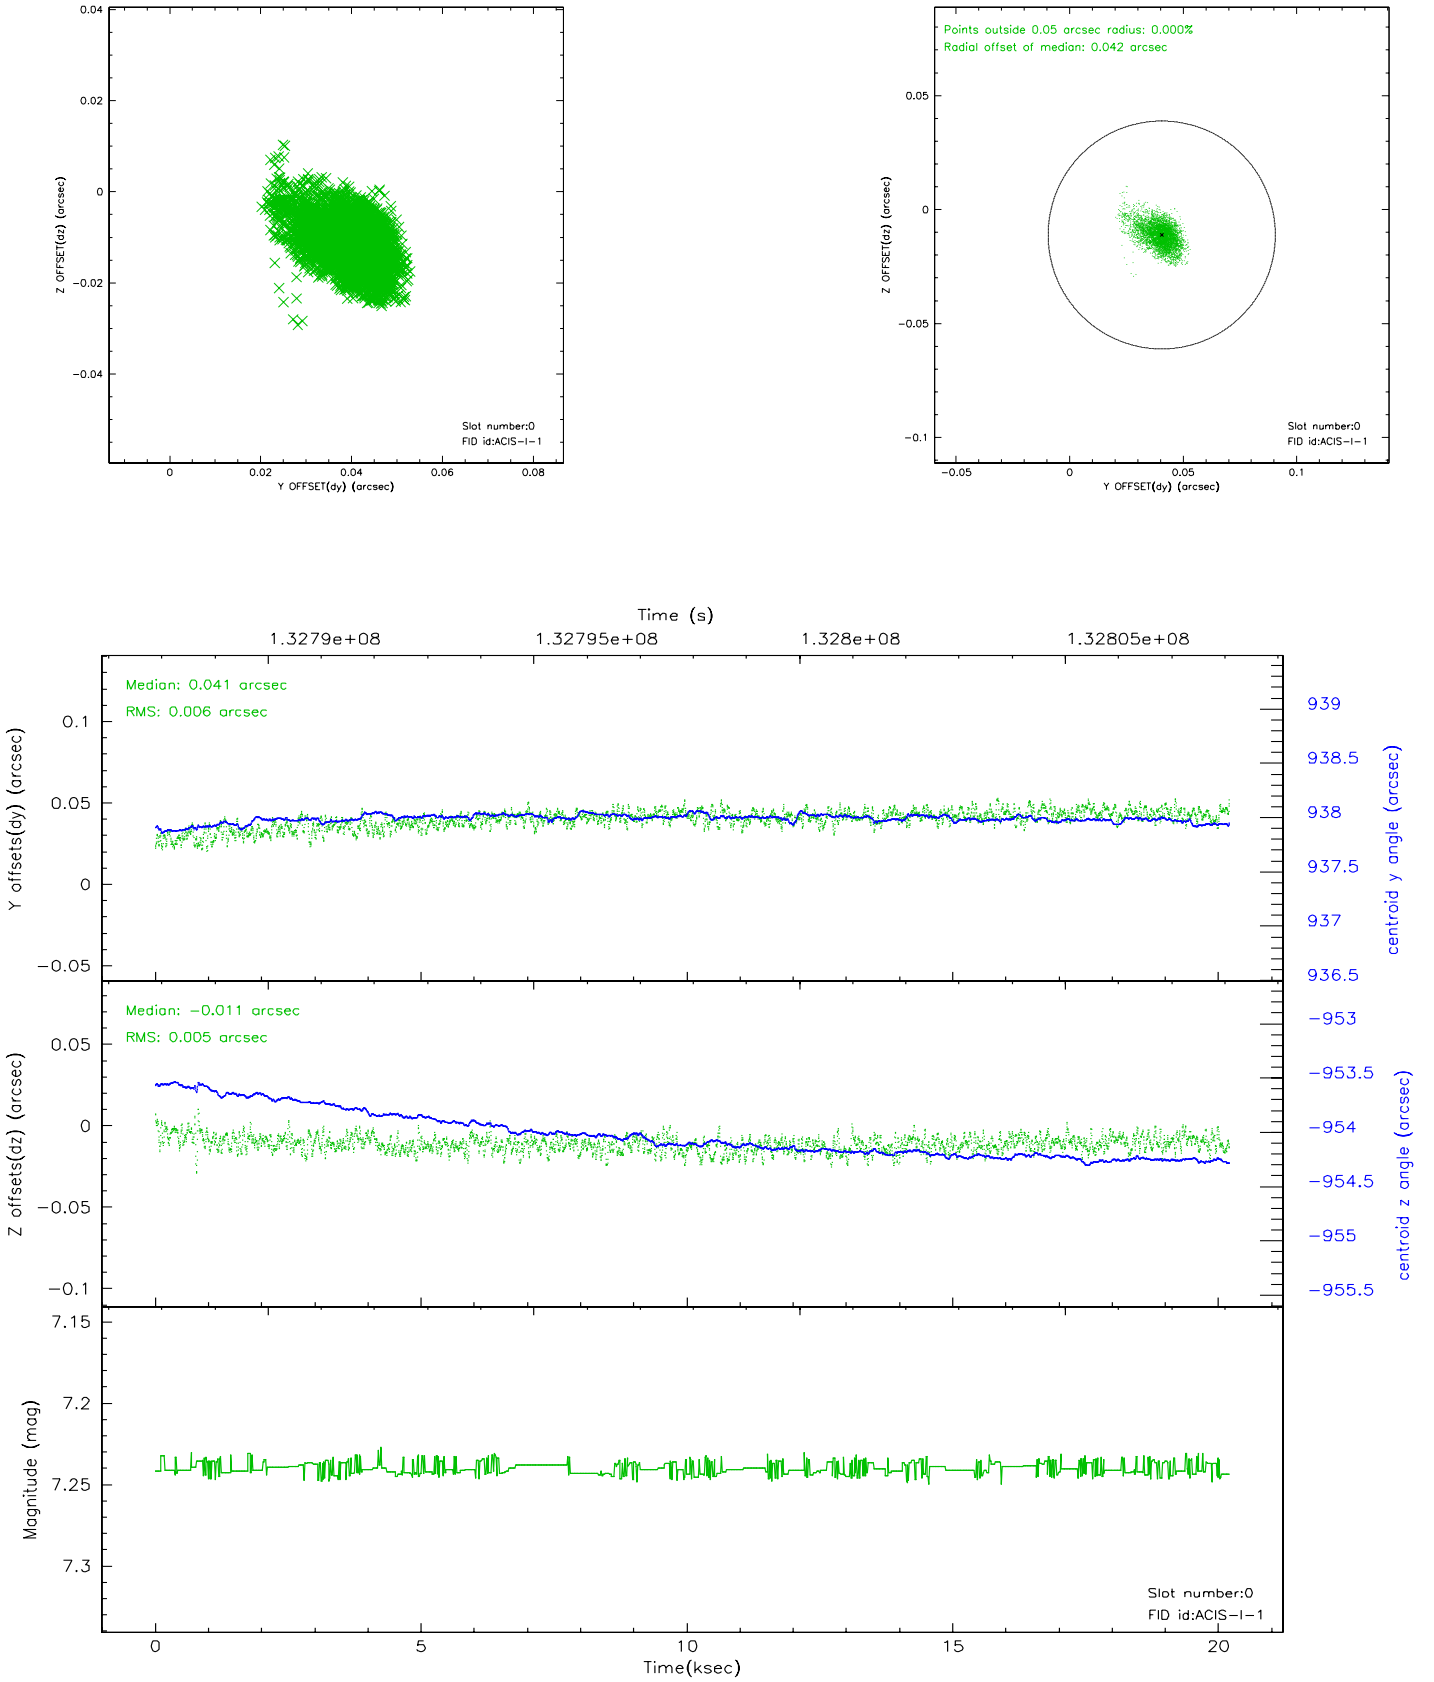 0.04
0.02
0
−0.02
−0.04
Z OFFSET(dz) (arcsec)
Slot number:0
FID id:ACIS−I−1
0 0.02 0.04 0.06 0.08
Y OFFSET(dy) (arcsec)
Points outside 0.05 arcsec radius: 0.000%
Radial offset of median: 0.042 arcsec
0.05
0
−0.05
−0.1
Z OFFSET(dz) (arcsec)
Slot number:0
FID id:ACIS−I−1
−0.05 0 0.05 0.1
Y OFFSET(dy) (arcsec)
Time (s)
1.3279e+08 1.32795e+08 1.328e+08 1.32805e+08
Median: 0.041 arcsec
RMS: 0.006 arcsec
0.1
0.05
0
−0.05
Y offsets(dy) (arcsec)
939
938.5
938
937.5
937
936.5
centroid y angle (arcsec)
Median: −0.011 arcsec
RMS: 0.005 arcsec
0.05
0
−0.05
−0.1
Z offsets(dz) (arcsec)
−953
−953.5
−954
−954.5
−955
−955.5
centroid z angle (arcsec)
7.15
7.2
7.25
7.3
Magnitude (mag)
Slot number:0
FID id:ACIS−I−1
0 5 10 15 20
Time(ksec)